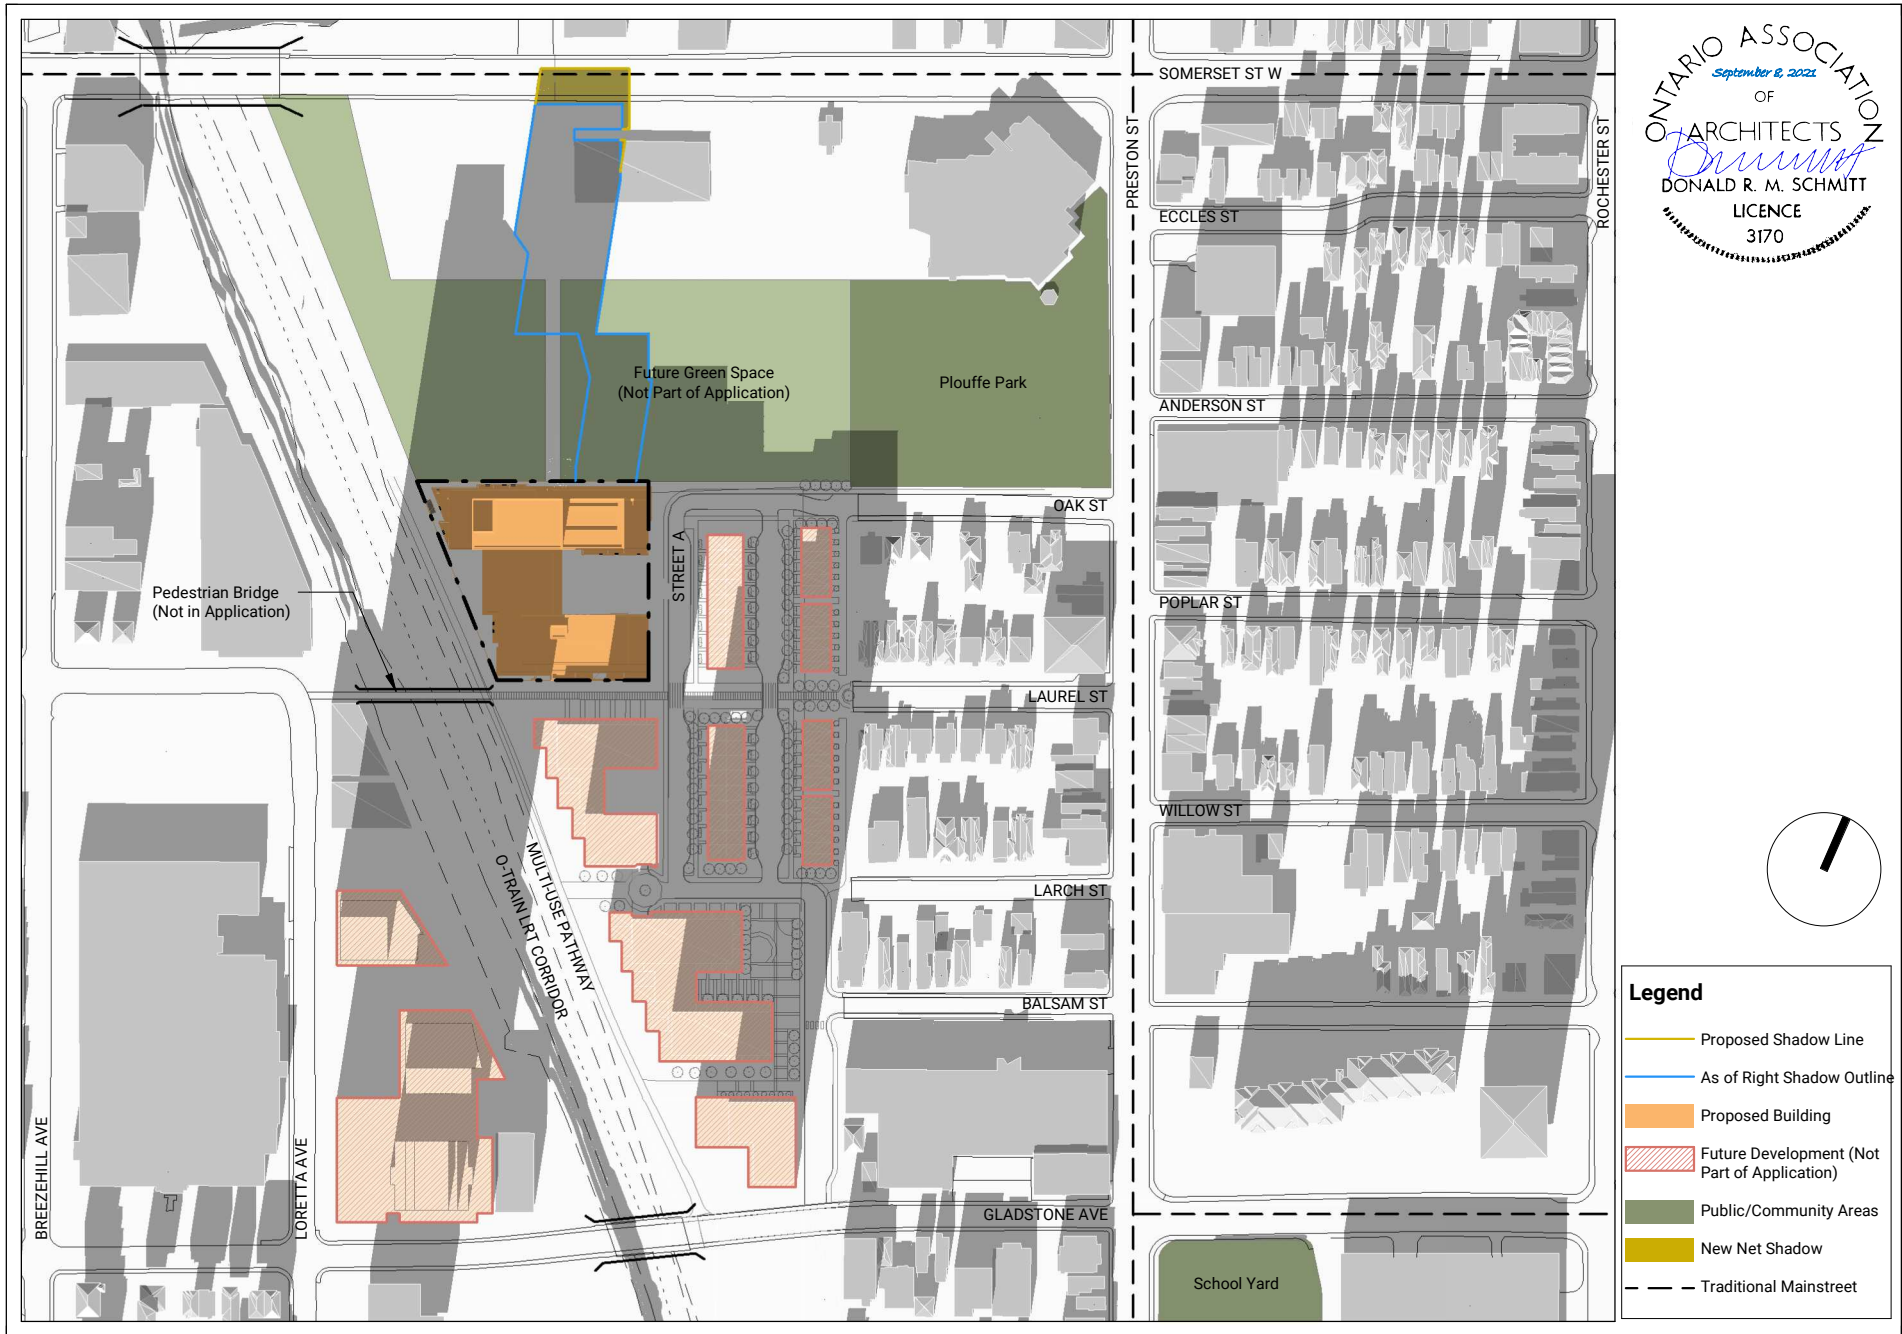 SOMERSET ST W
PRESTON ST
ROCHESTER ST
ECCLES ST
Future Green Space
(Not Part of Application)
Plouffe Park
ANDERSON ST
OAK ST
STREET A
Pedestrian Bridge
(Not in Application)
POPLAR ST
LAUREL ST
WILLOW ST
MULTI-USE PATHWAY
O-TRAIN LRT CORRIDOR
LARCH ST
BALSAM ST
BREEZEHILL AVE
LORETTA AVE
GLADSTONE AVE
School Yard
ONTARIO ASSOCIATION
September 8, 2021
OF
ARCHITECTS
DONALD R. M. SCHMITT
LICENCE
3170
Legend
Proposed Shadow Line
As of Right Shadow Outline
Proposed Building
Future Development (Not
Part of Application)
Public/Community Areas
New Net Shadow
Traditional Mainstreet